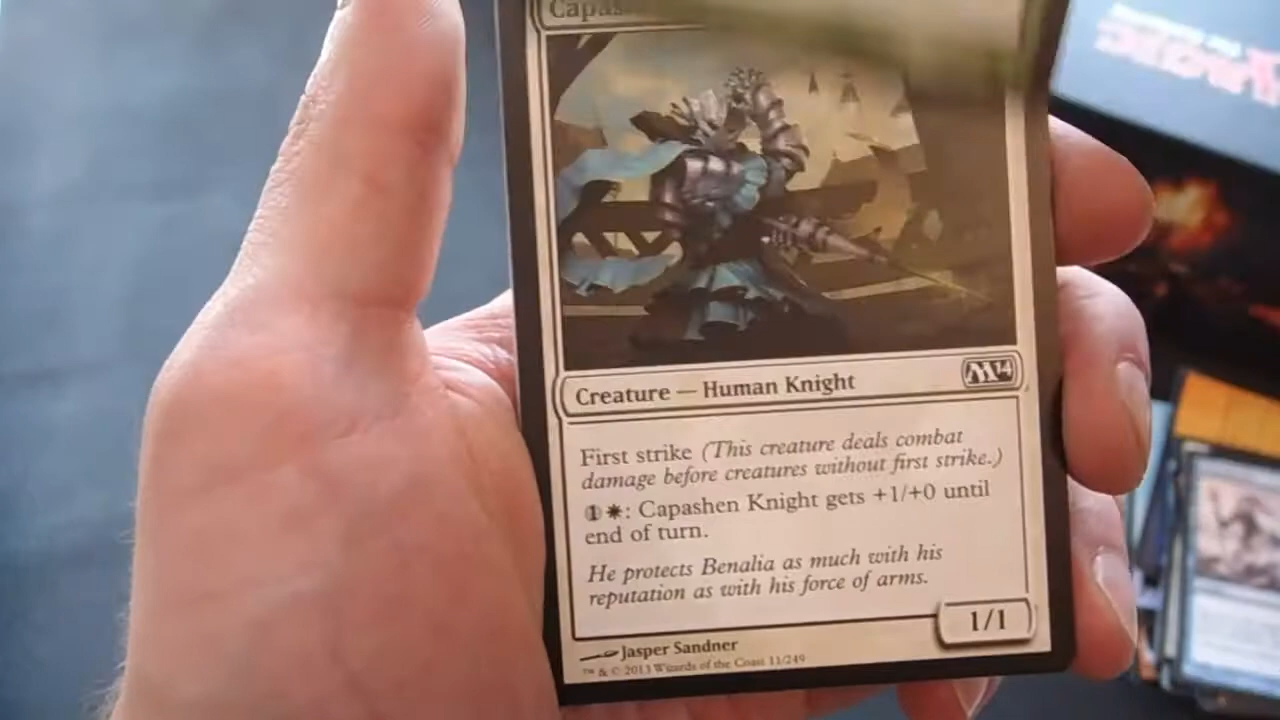 Capas
Creature — Human Knight
M14
First strike (This creature deals combat
damage before creatures without first strike.)
1: Capashen Knight gets +1/+0 until
end of turn.
He protects Benalia as much with his
reputation as with his force of arms.
1/1
Jasper Sandner
™ & © 2013 Wizards of the Coast 11/249